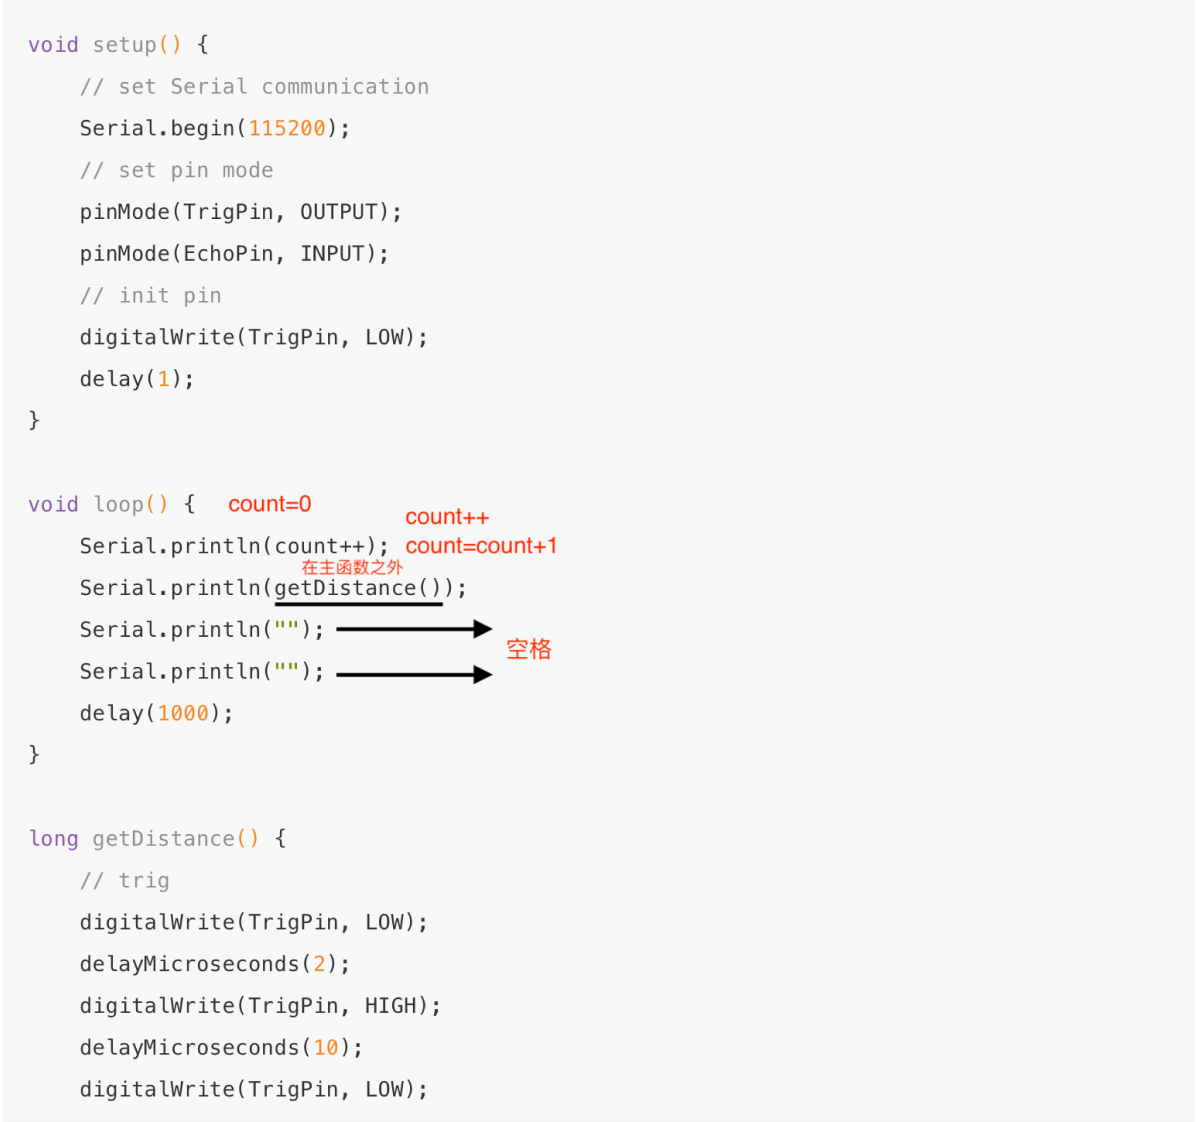 void setup() {
// set Serial communication
Serial.begin(115200);
// set pin mode
pinMode(TrigPin, OUTPUT);
pinMode(EchoPin, INPUT);
// init pin
digitalWrite(TrigPin, LOW);
delay(1);
}
void loop() { count=0
count++
Serial.println(count++); count=count+1
在主函数之外
Serial.println(getDistance());
Serial.println("");
空格
Serial.println("");
delay(1000);
}
long getDistance() {
// trig
digitalWrite(TrigPin, LOW);
delayMicroseconds(2);
digitalWrite(TrigPin, HIGH);
delayMicroseconds(10);
digitalWrite(TrigPin, LOW);